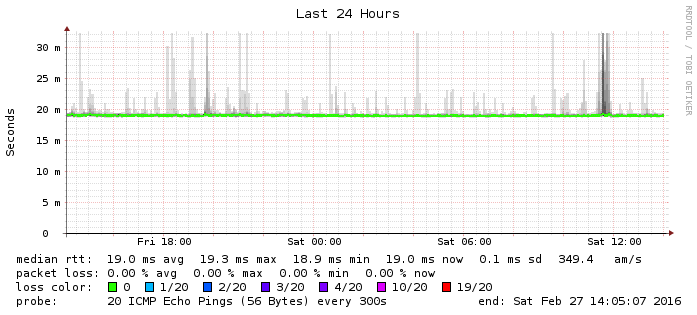 Last 24 Hours
RRDTOOL / TOBI OETIKER
Seconds
30 m
25 m
20 m
15 m
10 m
5 m
0
Fri 18:00 Sat 00:00 Sat 06:00 Sat 12:00
median rtt: 19.0 ms avg 19.3 ms max 18.9 ms min 19.0 ms now 0.1 ms sd 349.4 am/s
packet loss: 0.00 % avg 0.00 % max 0.00 % min 0.00 % now
loss color: 0 1/20 2/20 3/20 4/20 10/20 19/20
probe: 20 ICMP Echo Pings (56 Bytes) every 300s end: Sat Feb 27 14:05:07 2016